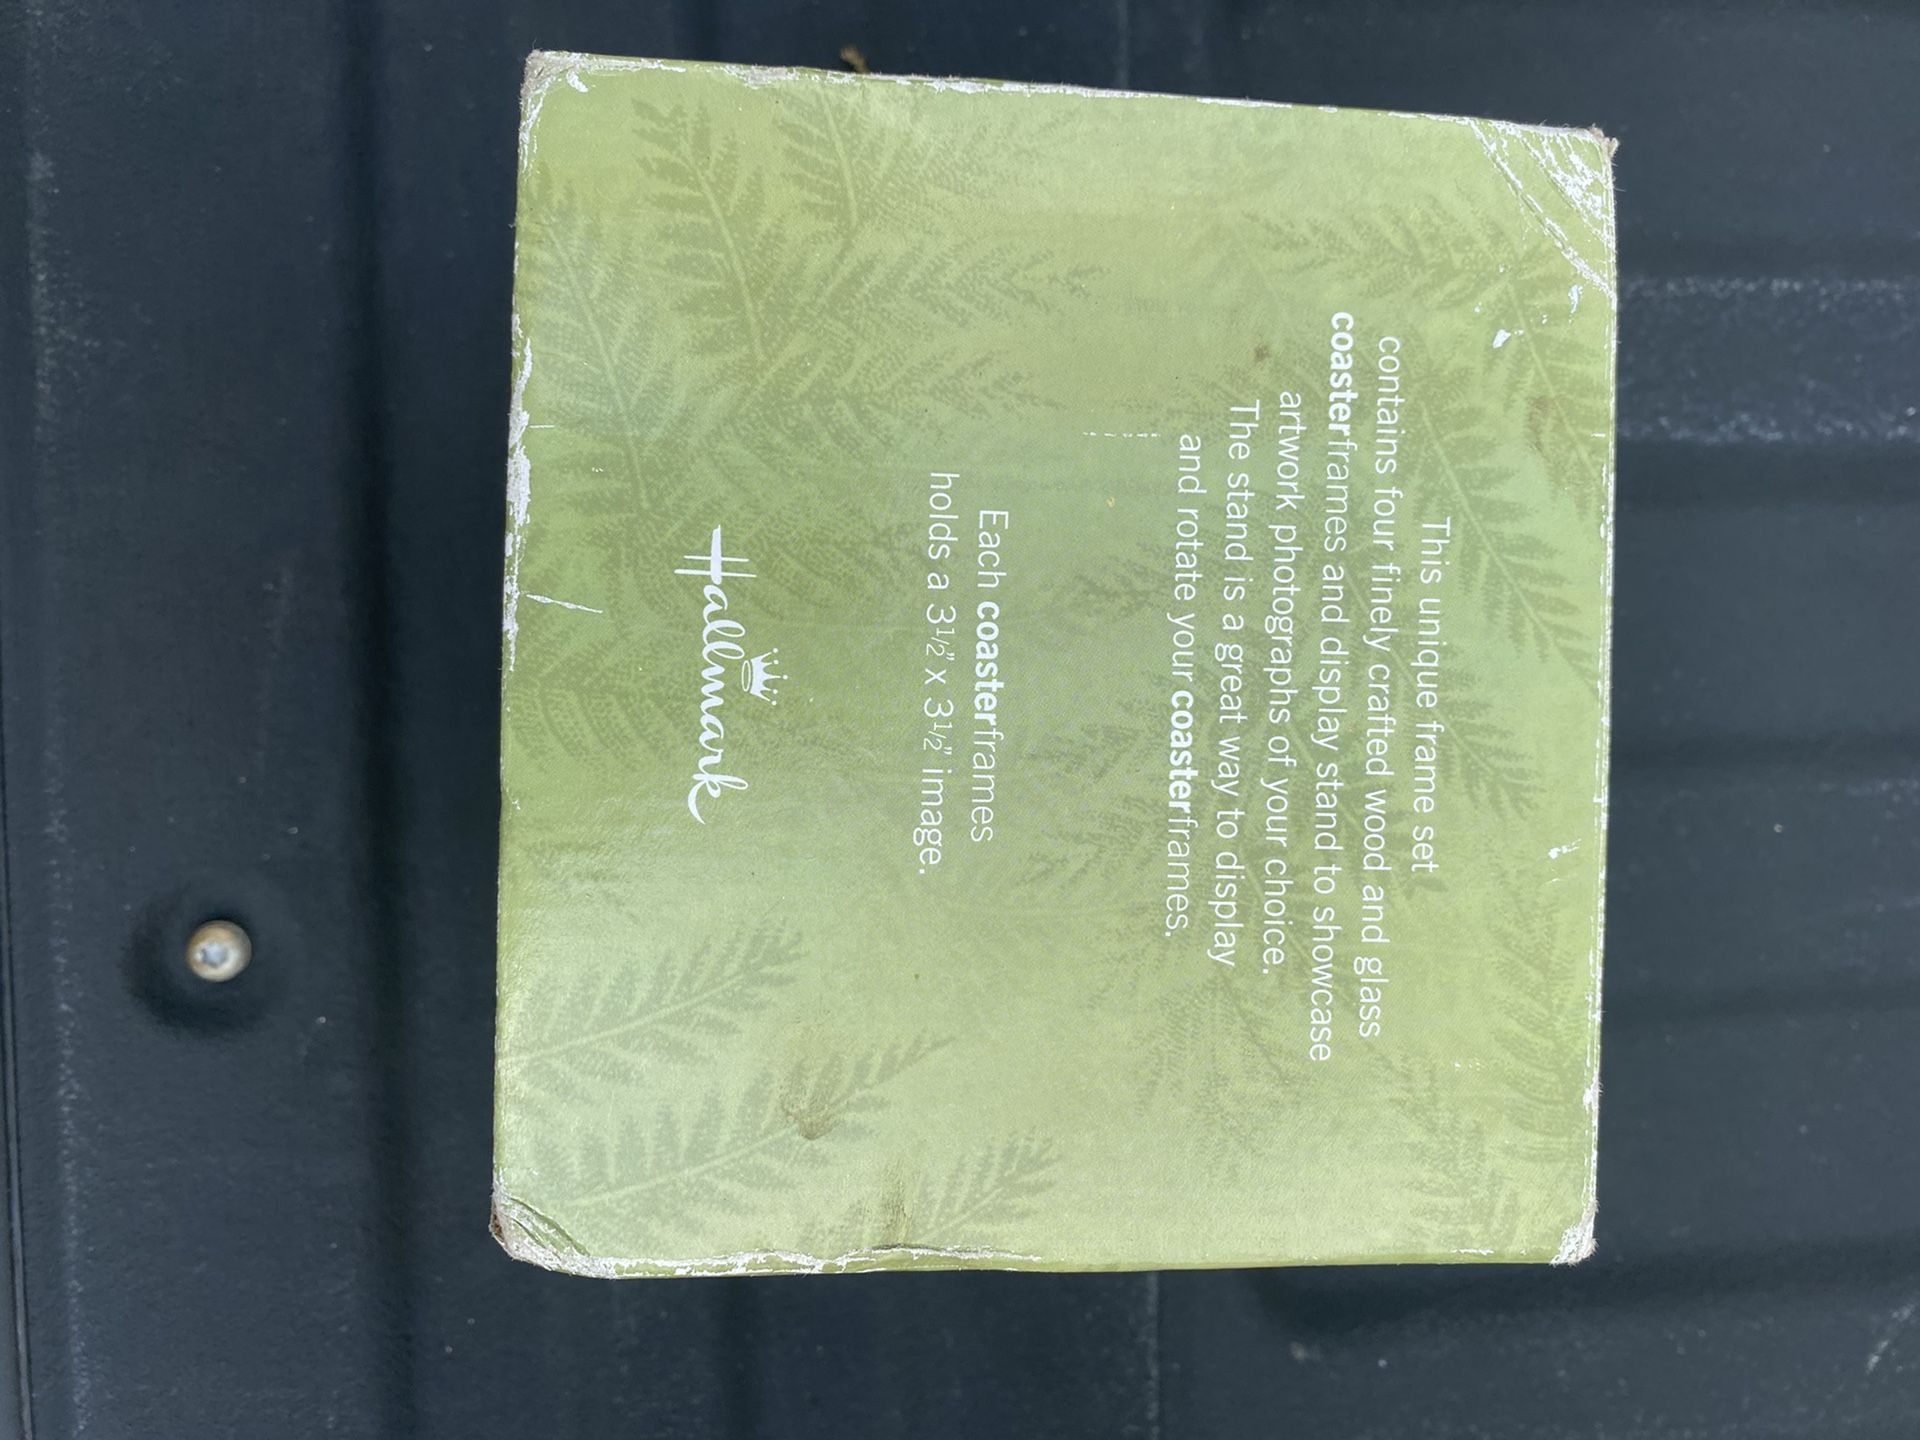 This unique frame set
contains four finely crafted wood and glass
coasterframes and display stand to showcase
artwork photographs of your choice.
The stand is a great way to display
and rotate your coasterframes.
Each coasterframes
holds a 3½” x 3½” image.
Hallmark